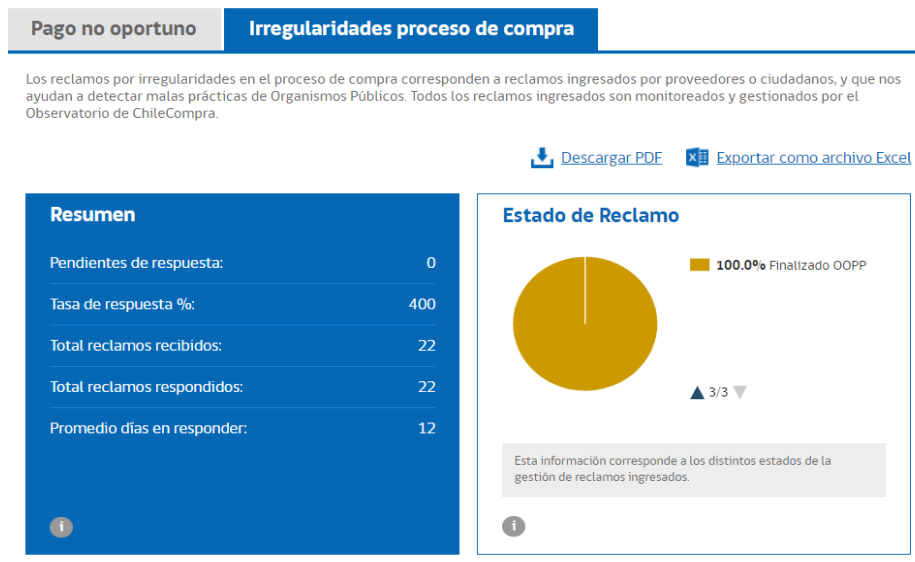 Pago no oportuno
Irregularidades proceso de compra
Los reclamos por irregularidades en el proceso de compra corresponden a reclamos ingresados por proveedores o ciudadanos, y que nos
ayudan a detectar malas prácticas de Organismos Públicos. Todos los reclamos ingresados son monitoreados y gestionados por el
Observatorio de ChileCompra.
Descargar PDF
Exportar como archivo Excel
Resumen
Pendientes de respuesta: 0
Tasa de respuesta %: 400
Total reclamos recibidos: 22
Total reclamos respondidos: 22
Promedio días en responder: 12
Estado de Reclamo
100.0% Finalizado OOPP
3/3
Esta información corresponde a los distintos estados de la
gestión de reclamos ingresados.